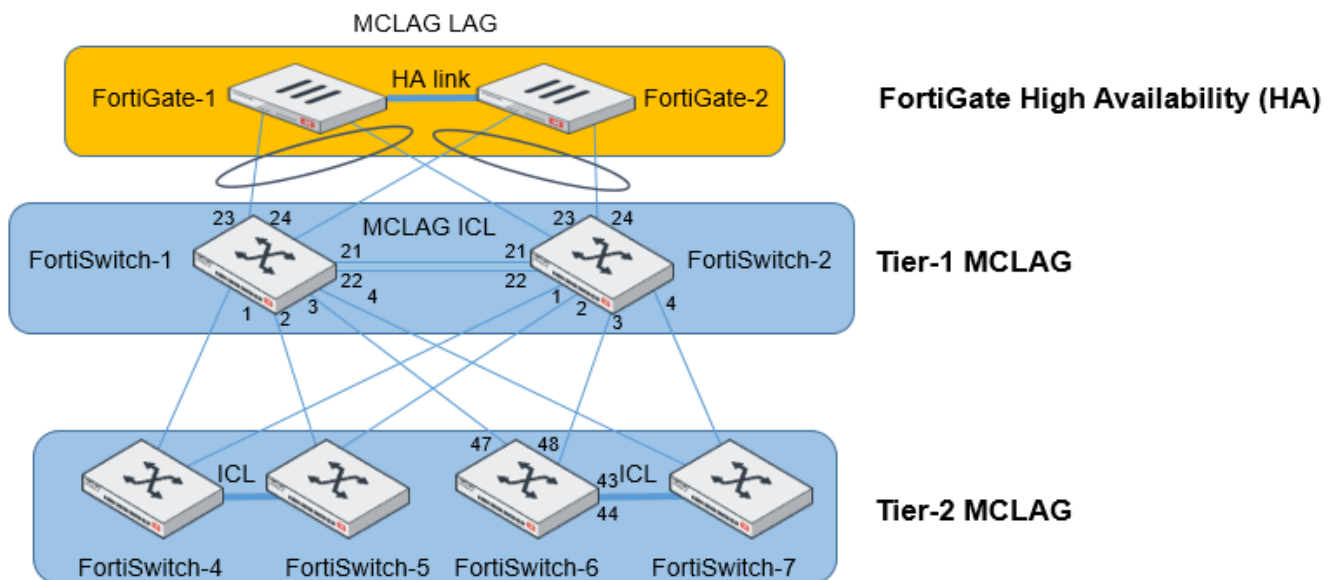 MCLAG LAG
HA link
FortiGate-1
FortiGate-2
FortiGate High Availability (HA)
23
24
MCLAG ICL
23
24
FortiSwitch-1
21
21
FortiSwitch-2
Tier-1 MCLAG
22
22
1
2
3
4
1
2
3
4
47
48
ICL
43
ICL
44
Tier-2 MCLAG
FortiSwitch-4
FortiSwitch-5
FortiSwitch-6
FortiSwitch-7